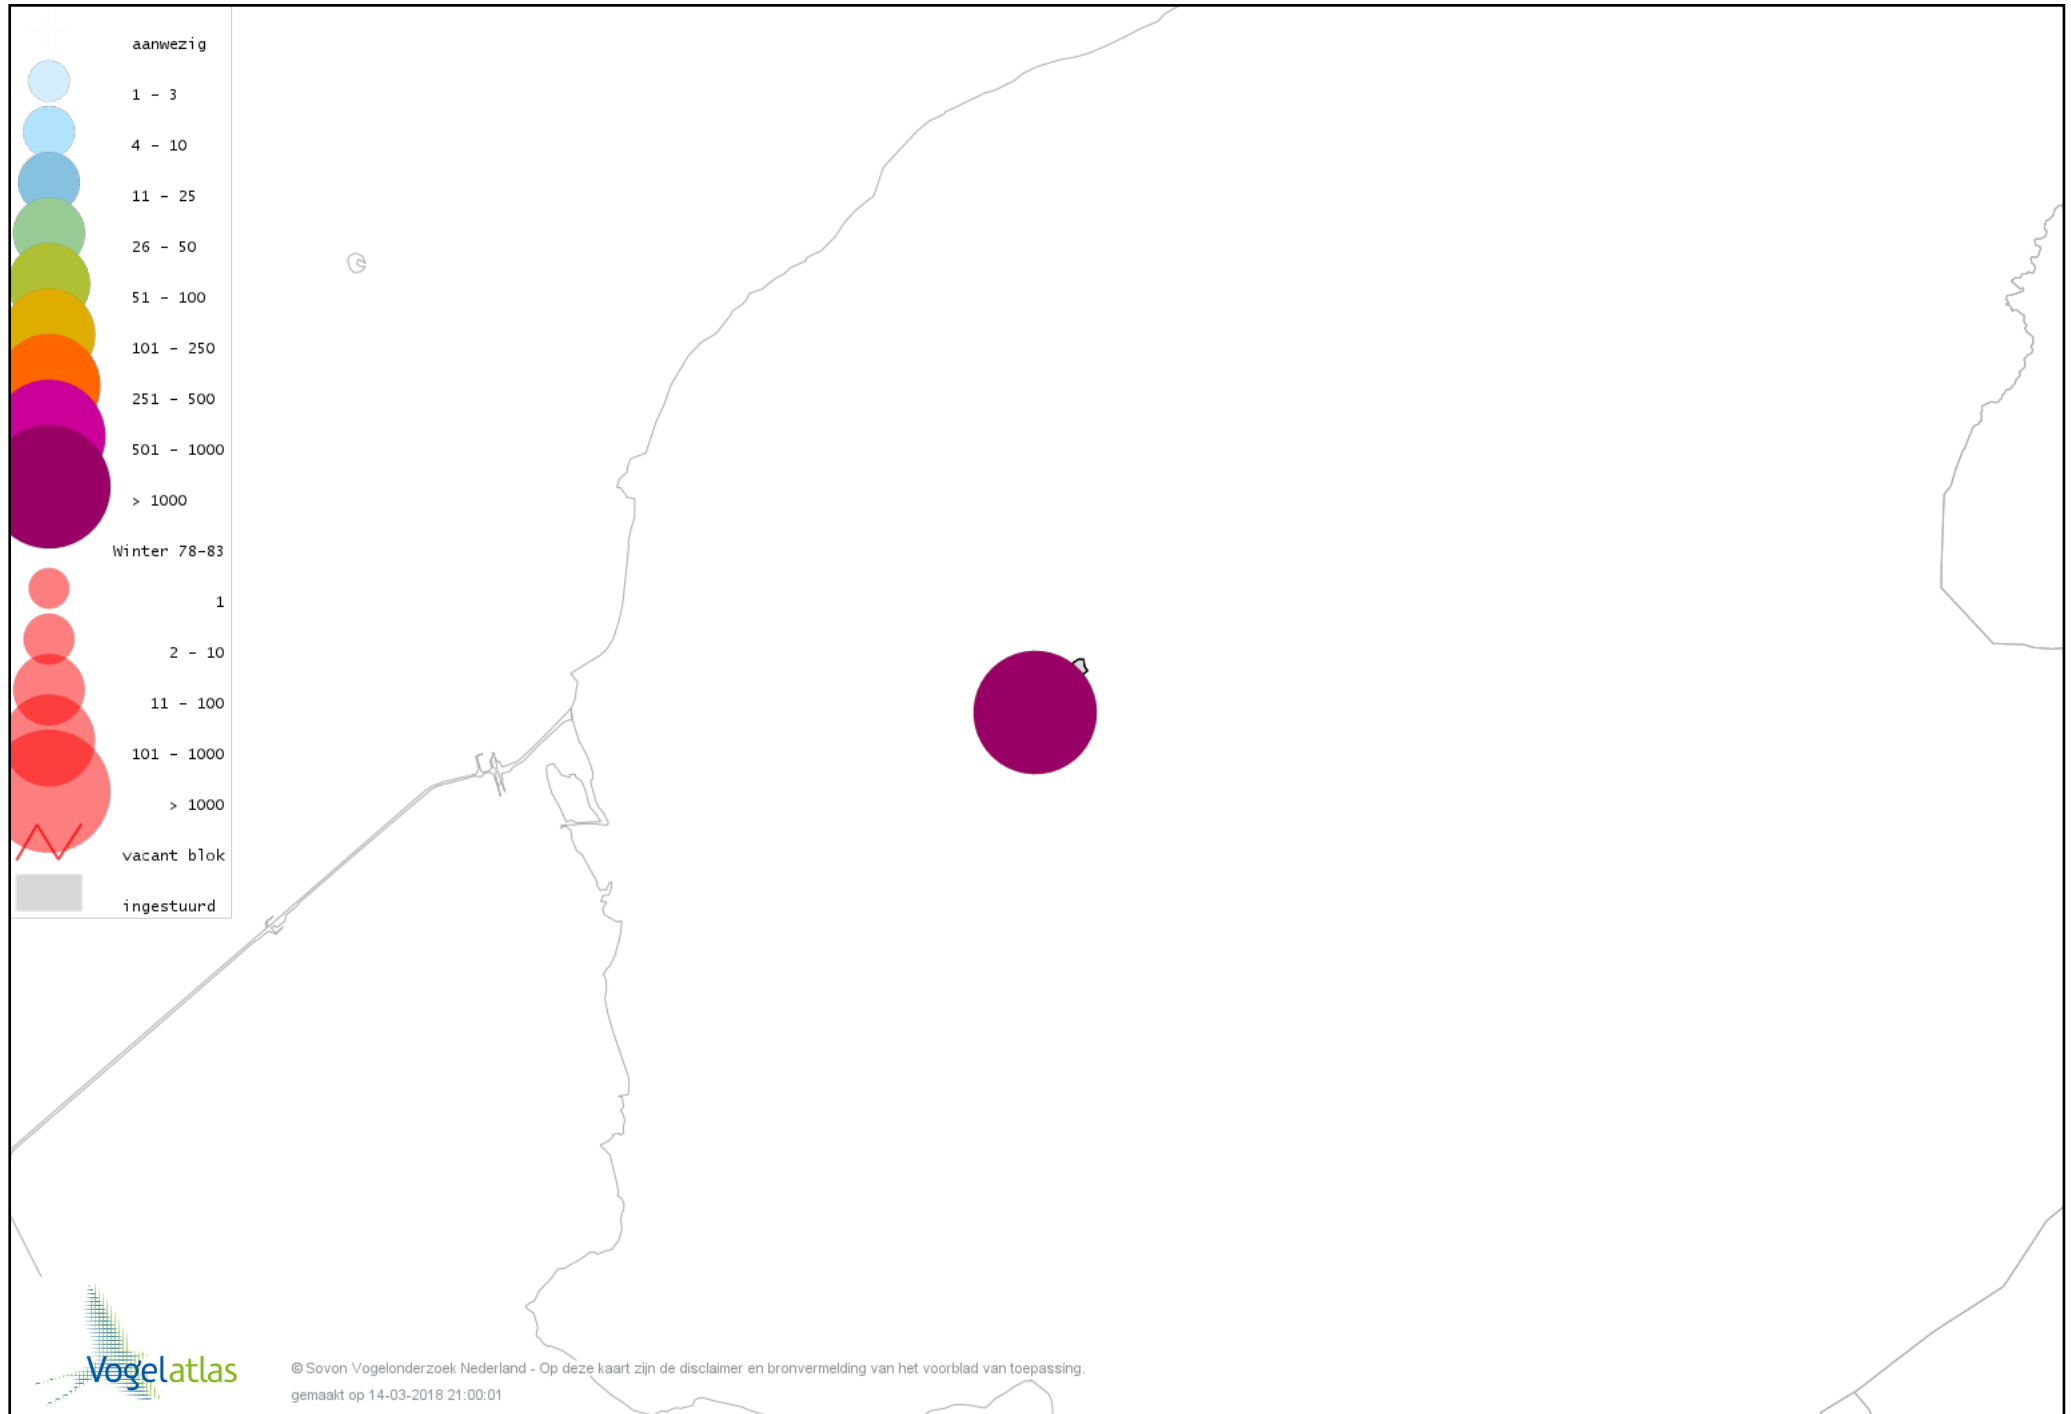 aanwezig
1 - 3
4 - 10
11 - 25
26 - 50
51 - 100
101 - 250
251 - 500
501 - 1000
> 1000
Winter 78-83
1
2 - 10
11 - 100
101 - 1000
> 1000
vacant blok
ingestuurd
Vogelatlas
© Sovon Vogelonderzoek Nederland - Op deze kaart zijn de disclaimer en bronvermelding van het voorblad van toepassing.
gemaakt op 14-03-2018 21:00:01